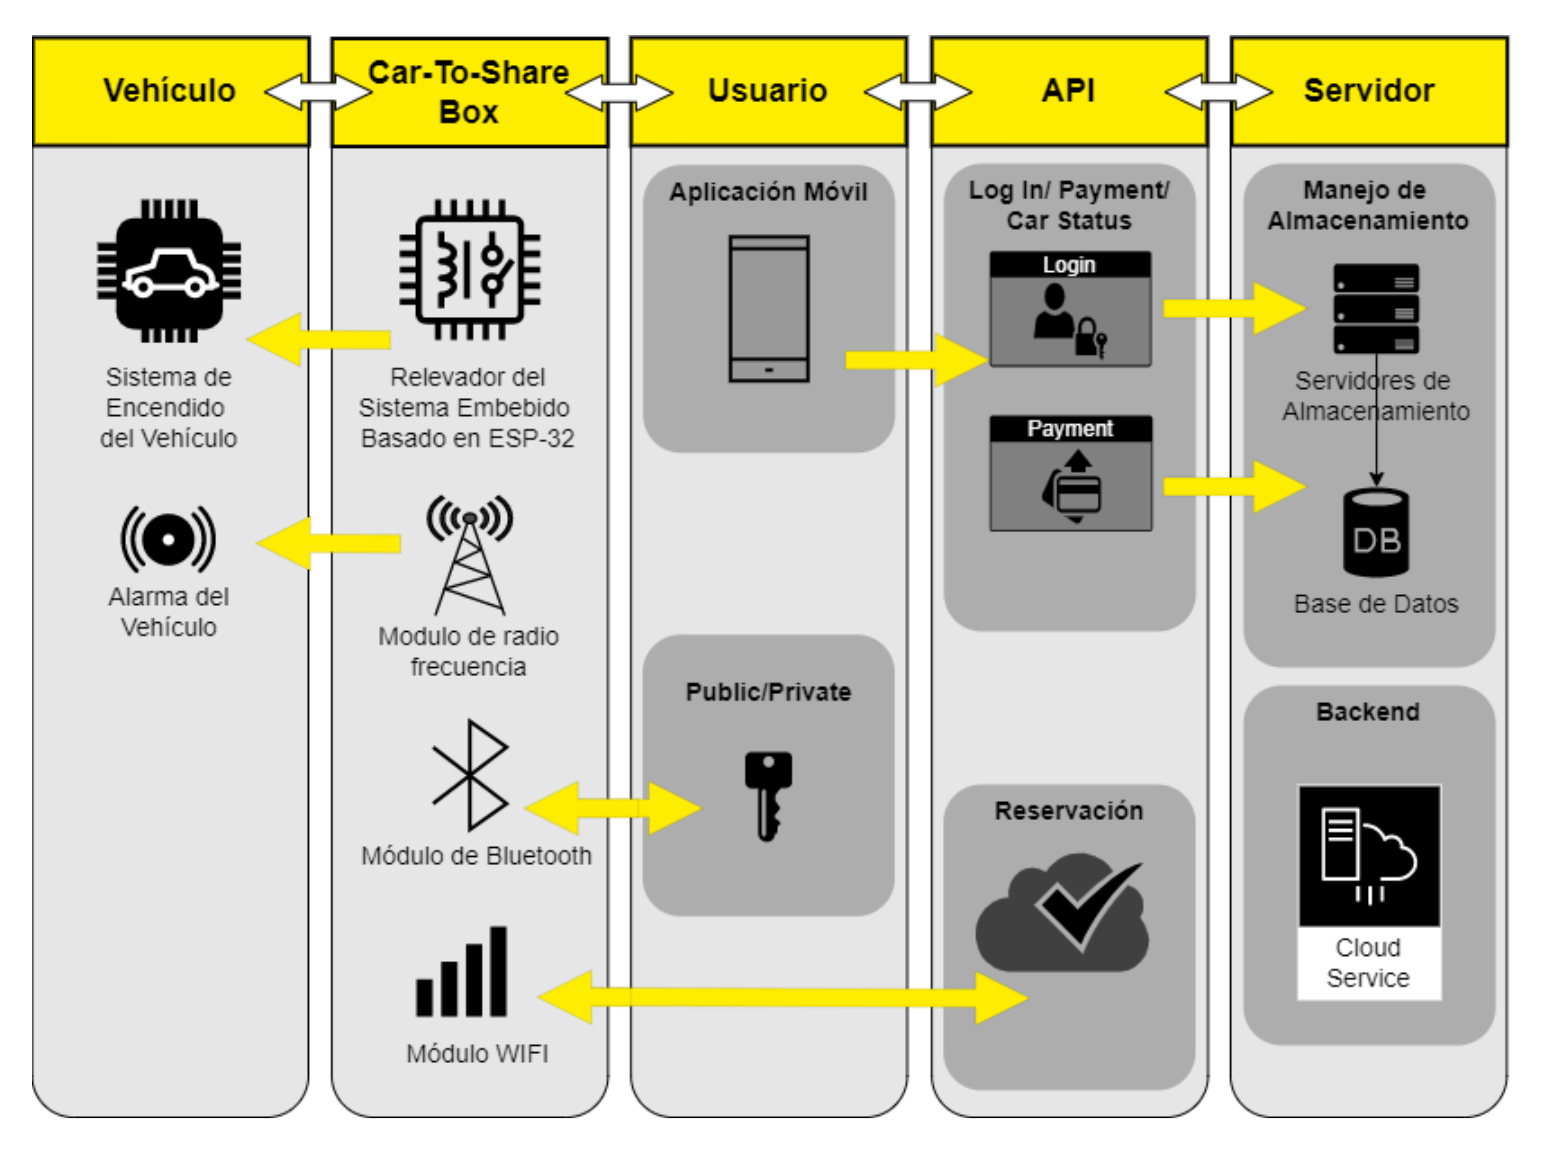 Vehículo
Car-To-Share
Box
Usuario
API
Servidor
Sistema de
Encendido
del Vehículo
Alarma del
Vehículo
Relevador del
Sistema Embebido
Basado en ESP-32
Modulo de radio
frecuencia
Módulo de Bluetooth
Módulo WIFI
Aplicación Móvil
Public/Private
Log In/ Payment/
Car Status
Login
Payment
Reservación
Manejo de
Almacenamiento
Servidores de
Almacenamiento
DB
Base de Datos
Backend
Cloud
Service